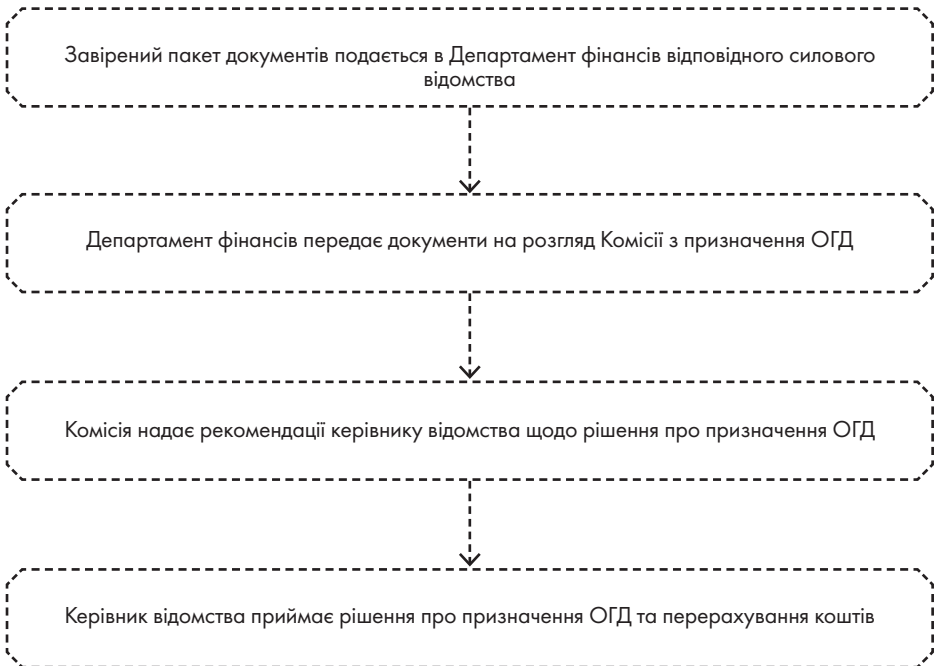 Завірений пакет документів подається в Департамент фінансів відповідного силового
відомства
Департамент фінансів передає документи на розгляд Комісії з призначення ОГД
Комісія надає рекомендації керівнику відомства щодо рішення про призначення ОГД
Керівник відомства приймає рішення про призначення ОГД та перерахування коштів